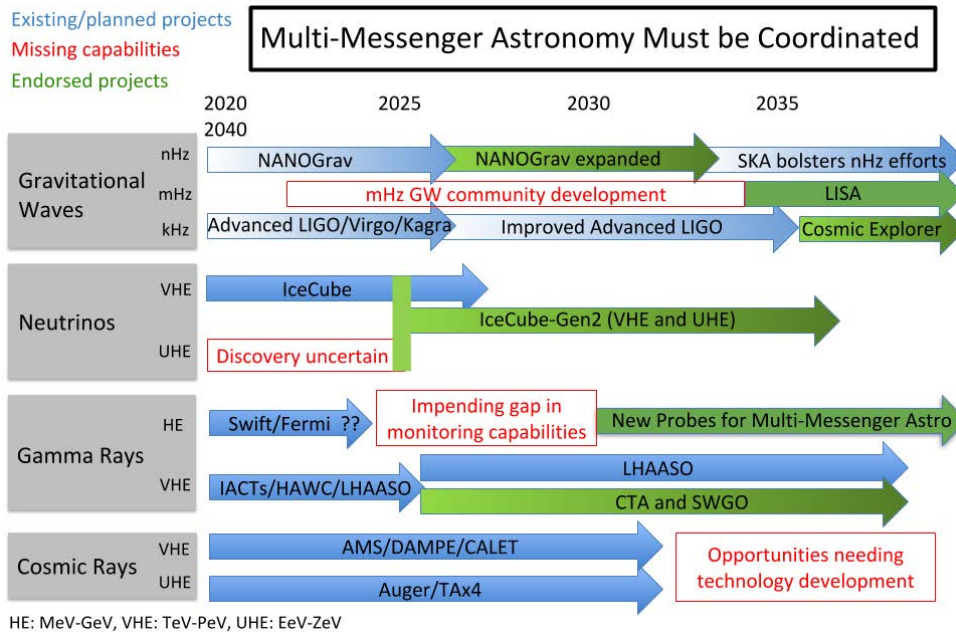 Existing/planned projects
Missing capabilities
Endorsed projects
Multi-Messenger Astronomy Must be Coordinated
2020 2025 2030 2035
2040
Gravitational
Waves
nHz
NANOGrav
NANOGrav expanded
SKA bolsters nHz efforts
mHz
mHz GW community development
LISA
kHz
Advanced LIGO/Virgo/Kagra
Improved Advanced LIGO
Cosmic Explorer
Neutrinos
VHE
IceCube
IceCube-Gen2 (VHE and UHE)
UHE
Discovery uncertain
Gamma Rays
HE
Swift/Fermi ??
Impending gap in
monitoring capabilities
New Probes for Multi-Messenger Astro
VHE
IACTs/HAWC/LHAASO
LHAASO
CTA and SWGO
Cosmic Rays
VHE
AMS/DAMPE/CALET
UHE
Auger/TAx4
Opportunities needing
technology development
HE: MeV-GeV, VHE: TeV-PeV, UHE: EeV-ZeV